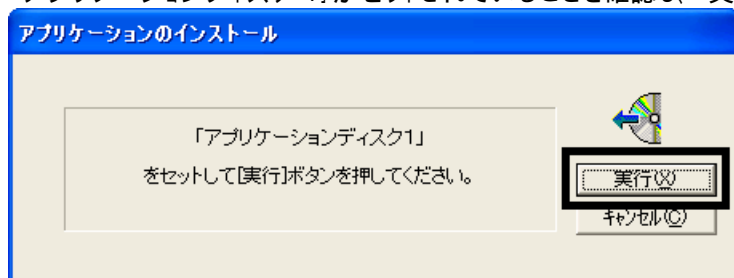 アプリケーションのインストール
「アプリケーションディスク1」
をセットして[実行]ボタンを押してください。
実行(X)
キャンセル(C)